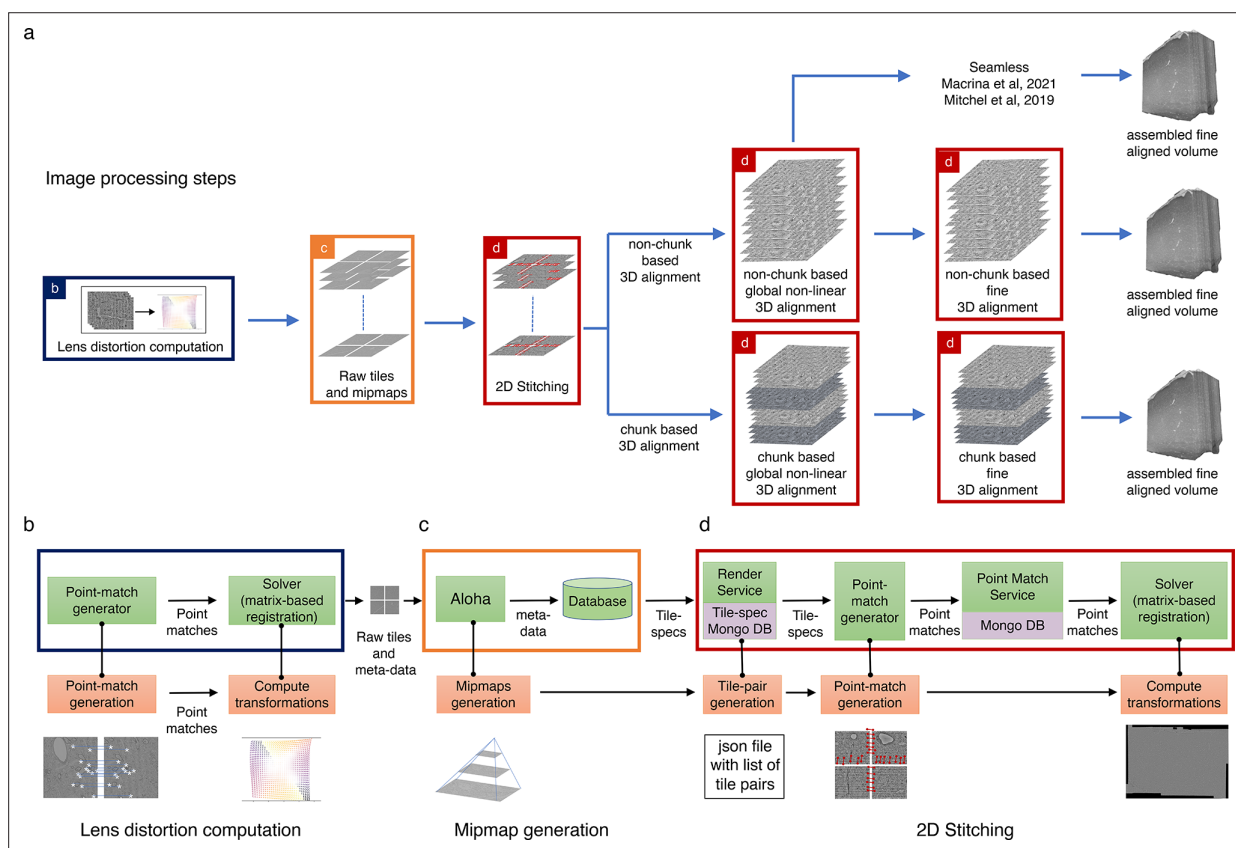 a
Image processing steps
b
Lens distortion computation
c
Raw tiles
and mipmaps
d
2D Stitching
non-chunk
based
3D alignment
chunk based
3D alignment
d
non-chunk based
global non-linear
3D alignment
d
chunk based
global non-linear
3D alignment
Seamless
Macrina et al, 2021
Mitchel et al, 2019
d
non-chunk based
fine
3D alignment
d
chunk based
fine
3D alignment
assembled fine
aligned volume
assembled fine
aligned volume
assembled fine
aligned volume
b
Point-match
generator
Point
matches
Solver
(matrix-based
registration)
Point-match
generation
Point
matches
Compute
transformations
Lens distortion computation
Raw tiles
and
meta-data
c
Aloha
meta-
data
Database
Mipmaps
generation
Mipmap generation
Tile-
specs
d
Render
Service
Tile-spec
Mongo DB
Tile-
specs
Point-
match
generator
Point
matches
Point Match
Service
Mongo DB
Point
matches
Solver
(matrix-based
registration)
Tile-pair
generation
Point-match
generation
Compute
transformations
json file
with list of
tile pairs
2D Stitching